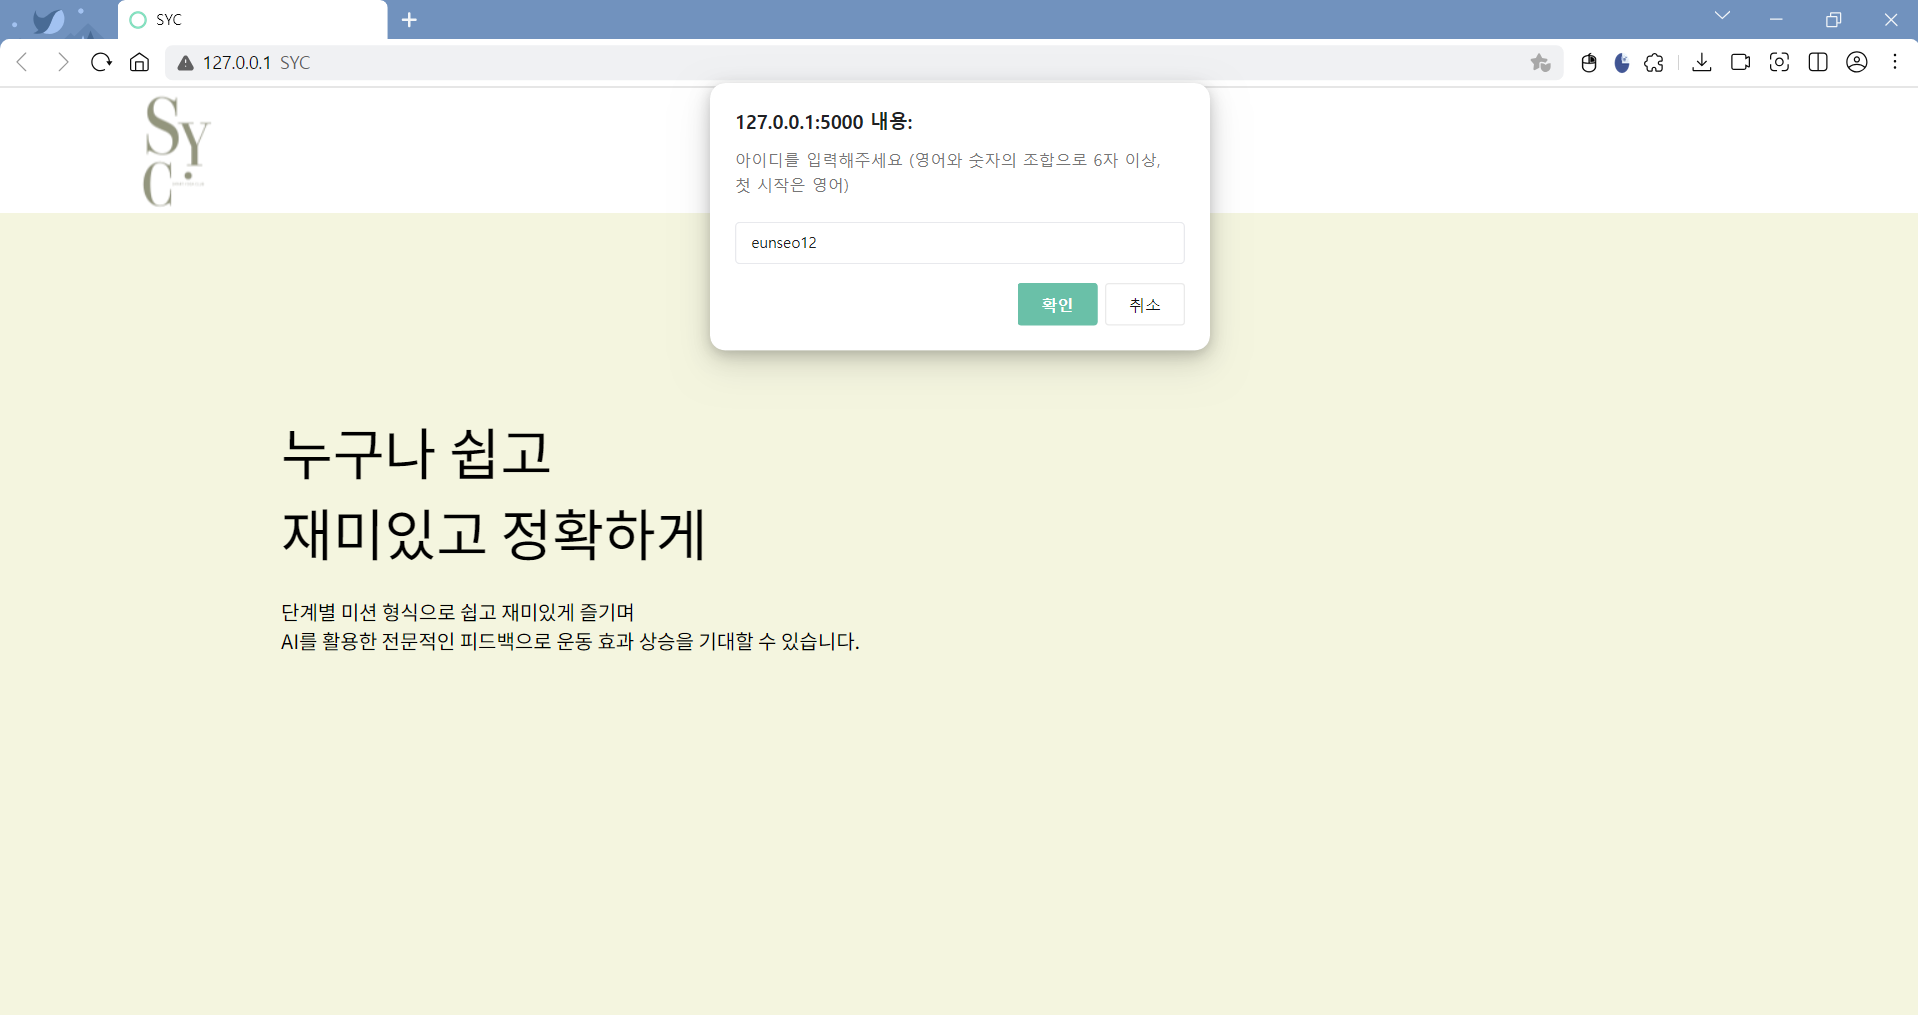 SYC
127.0.0.1 SYC
SY
C
127.0.0.1:5000 내용:
아이디를 입력해주세요 (영어와 숫자의 조합으로 6자 이상,
첫 시작은 영어)
eunseo12
확인 취소
누구나 쉽고
재미있고 정확하게
단계별 미션 형식으로 쉽고 재미있게 즐기며
AI를 활용한 전문적인 피드백으로 운동 효과 상승을 기대할 수 있습니다.